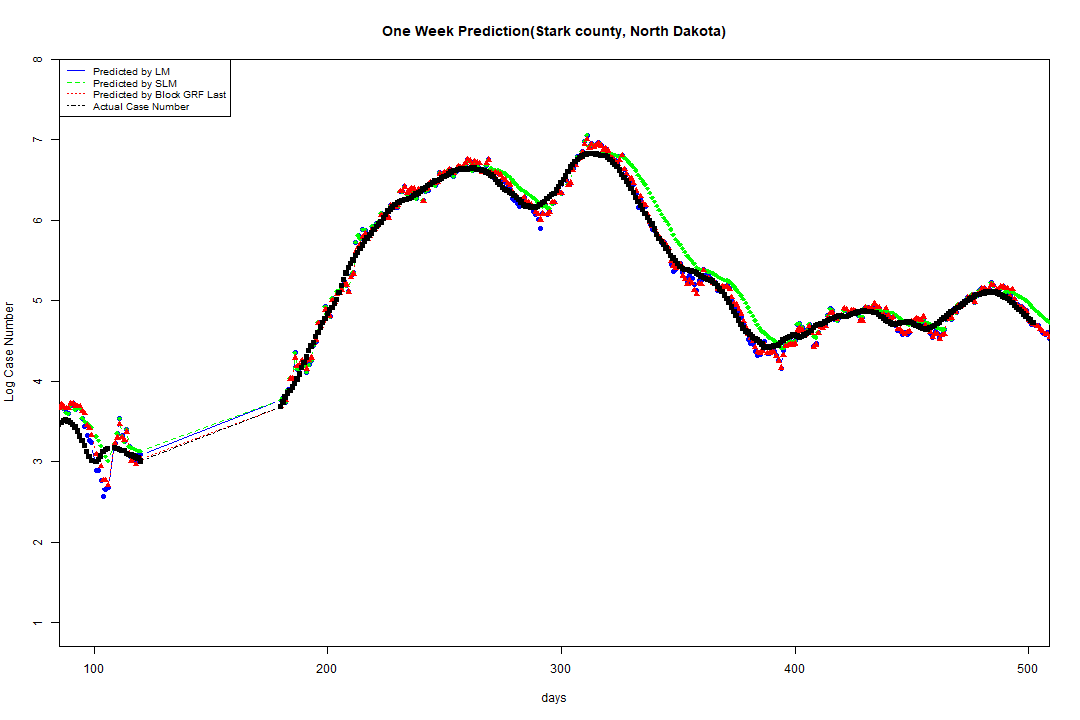 One Week Prediction(Stark county, North Dakota)
Predicted by LM
Predicted by SLM
Predicted by Block GRF Last
Actual Case Number
8
7
6
5
4
3
2
1
Log Case Number
100 200 300 400 500
days